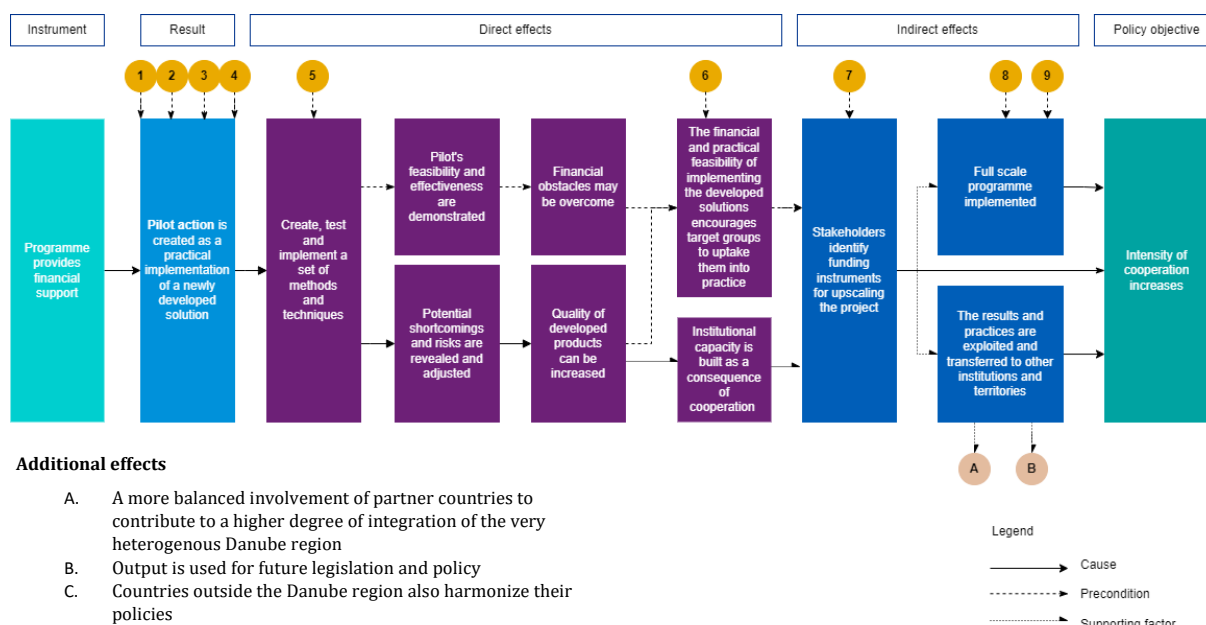 Instrument
Result
Direct effects
Indirect effects
Policy objective
1
2
3
4
5
6
7
8
9
Programme
provides
financial
support
Pilot action is
created as a
practical
implementation
of a newly
developed
solution
Create, test
and
implement a
set of
methods
and
techniques
Pilot's
feasibility and
effectiveness
are
demonstrated
Financial
obstacles may
be overcome
Potential
shortcomings
and risks are
revealed and
adjusted
Quality of
developed
products
can be
increased
The financial
and practical
feasibility of
implementing
the developed
solutions
encourages
target groups
to uptake
them into
practice
Institutional
capacity is
built as a
consequence
of
cooperation
Stakeholders
identify
funding
instruments
for upscaling
the project
Full scale
programme
implemented
The results and
practices are
exploited and
transferred to other
institutions and
territories
Intensity of
cooperation
increases
A
B
Additional effects
A. A more balanced involvement of partner countries to
contribute to a higher degree of integration of the very
heterogenous Danube region
B. Output is used for future legislation and policy
C. Countries outside the Danube region also harmonize their
policies
Legend
Cause
Precondition
Supporting factor